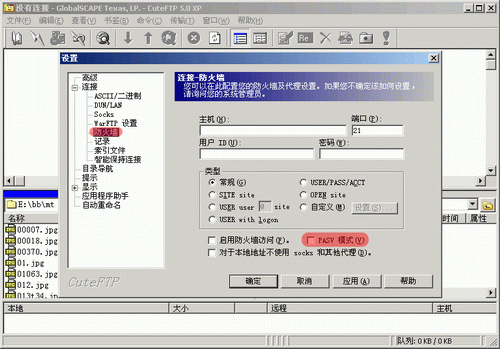 没有连接 - GlobalSCAPE Texas, LP. - CuteFTP 5.0 XP
文件(F) 编辑(E) 查看(V) 书签(B) 命令(C) 传输(T) 窗口(W) 帮助(H)
设置
高级
连接
ASCII/二进制
DUN/LAN
Socks
WarFTP 设置
防火墙
记录
索引文件
智能保持连接
目录导航
提示
显示
应用程序助手
自动重命名
连接-防火墙
您可以在此配置您的防火墙及代理设置。如果您不确定该如何设置,
请询问您的系统管理员。
主机(H): 端口(P):
21
用户 ID(U): 密码(W):
类型
常规(G) USER/PASS/ACCT
SITE site OPEN site
USER user @ site 自定义(M) 设置(S)...
USER with logon
启用防火墙访问(F)。 PASV 模式(V)
对于本地地址不使用 socks 和其他代理(D)。
CuteFTP
确定 取消 应用(A) 帮助
E:\bb\mt
名称 时间 属性
00007.jpg
00018.jpg
00370.jpg
01.jpg
01063.jpg
012.jpg
013t34.jpg
本地 大小 远程 主机
队列: 0 KB / 0 KB